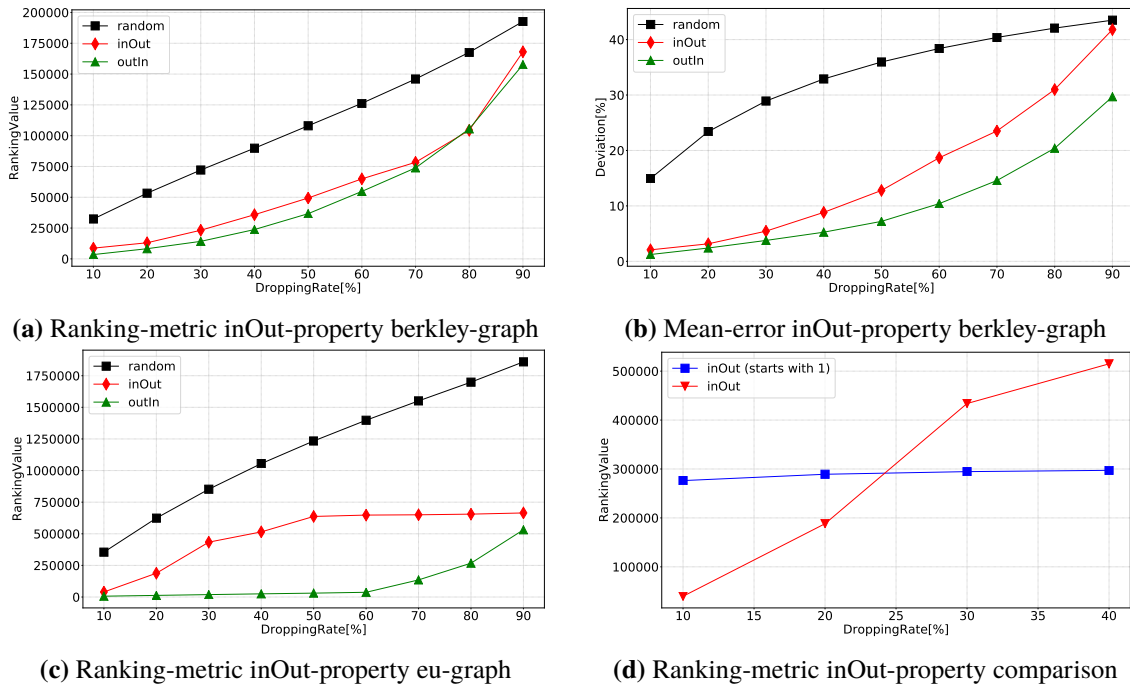 random
inOut
outIn
RankingValue
200000
175000
150000
125000
100000
75000
50000
25000
0
10 20 30 40 50 60 70 80 90
DroppingRate[%]
(a) Ranking-metric inOut-property berkley-graph
random
inOut
outIn
Deviation[%]
40
30
20
10
0
10 20 30 40 50 60 70 80 90
DroppingRate[%]
(b) Mean-error inOut-property berkley-graph
random
inOut
outIn
RankingValue
1750000
1500000
1250000
1000000
750000
500000
250000
0
10 20 30 40 50 60 70 80 90
DroppingRate[%]
(c) Ranking-metric inOut-property eu-graph
inOut (starts with 1)
inOut
RankingValue
500000
400000
300000
200000
100000
10 15 20 25 30 35 40
DroppingRate[%]
(d) Ranking-metric inOut-property comparison